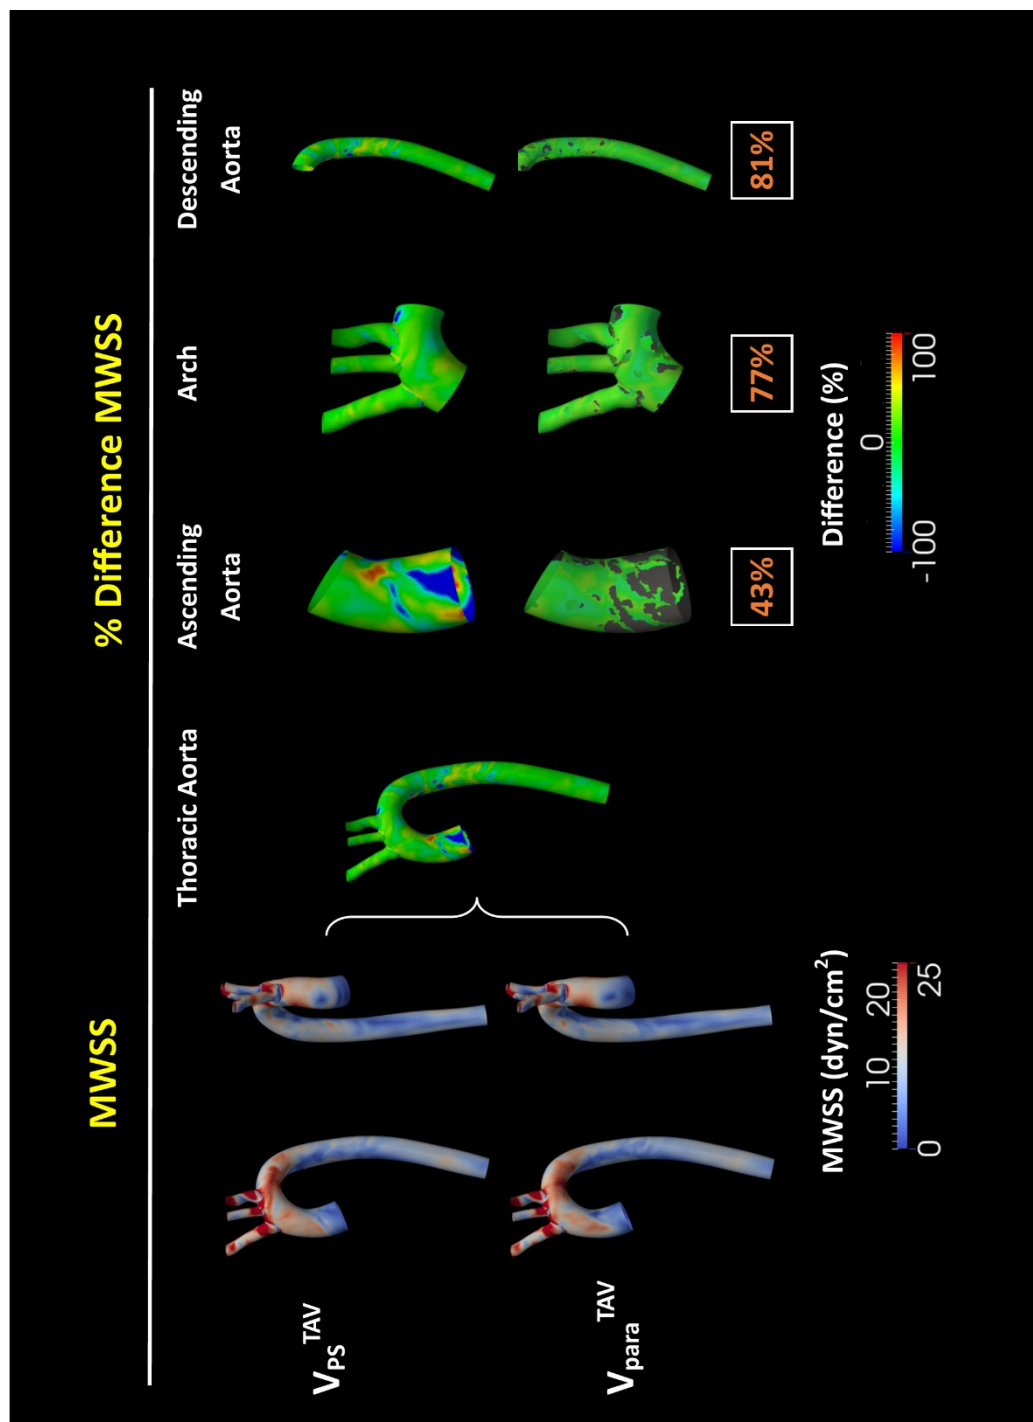 MWSS
% Difference MWSS
Thoracic Aorta
Ascending
Aorta
Arch
Descending
Aorta
V_PS^TAV
V_para^TAV
43%
77%
81%
MWSS (dyn/cm²)
0
10
20
25
Difference (%)
-100
0
100